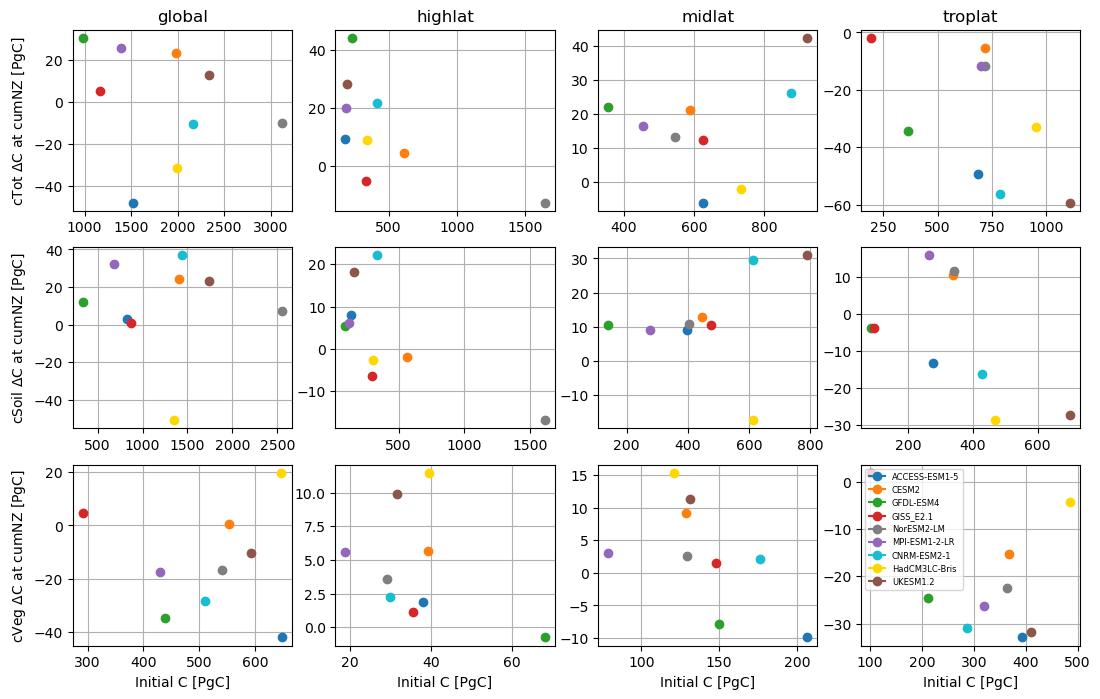 global
highlat
midlat
troplat
cTot ΔC at cumNZ [PgC]
20
0
−20
−40
1000 1500 2000 2500 3000
40
20
0
500 1000 1500
40
30
20
10
0
400 600 800
0
−20
−40
−60
250 500 750 1000
cSoil ΔC at cumNZ [PgC]
40
20
0
−20
−40
500 1000 1500 2000 2500
20
10
0
−10
500 1000 1500
30
20
10
0
−10
200 400 600 800
10
0
−10
−20
−30
200 400 600
cVeg ΔC at cumNZ [PgC]
20
0
−20
−40
300 400 500 600
Initial C [PgC]
10.0
7.5
5.0
2.5
0.0
20 40 60
Initial C [PgC]
15
10
5
0
−5
−10
100 150 200
Initial C [PgC]
0
−10
−20
−30
ACCESS-ESM1-5
CESM2
GFDL-ESM4
GISS_E2.1
NorESM2-LM
MPI-ESM1-2-LR
CNRM-ESM2-1
HadCM3LC-Bris
UKESM1.2
100 200 300 400 500
Initial C [PgC]